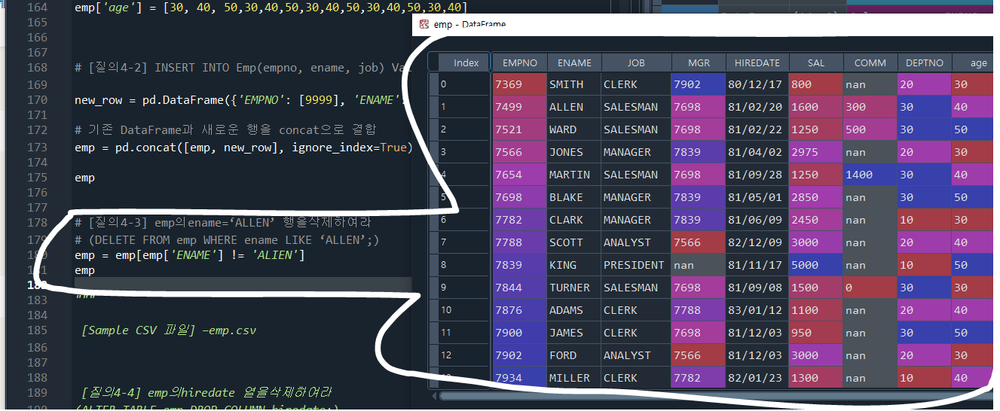 164 emp['age'] = [30, 40, 50,30,40,50,30,40,50,30,40,50,30,40]
165
166
167
168 # [질의4-2] INSERT INTO Emp(empno, ename, job) Va
169
170 new_row = pd.DataFrame({'EMPNO': [9999], 'ENAME'
171
172 # 기존 DataFrame과 새로운 행을 concat으로 결합
173 emp = pd.concat([emp, new_row], ignore_index=True)
174
175 emp
176
177
178 # [질의4-3] emp의ename=‘ALLEN’ 행을삭제하여라
179 # (DELETE FROM emp WHERE ename LIKE ‘ALLEN’;)
180 emp = emp[emp['ENAME'] != 'ALIEN']
181 emp
182
183
184
185 [Sample CSV 파일] –emp.csv
186
187
188
189 [질의4-4] emp의hiredate 열을삭제하여라
190 (ALTER TABLE emp DROP COLUMN hiredate;)
emp - DataFrame
Index EMPNO ENAME JOB MGR HIREDATE SAL COMM DEPTNO age
0 7369 SMITH CLERK 7902 80/12/17 800 nan 20 30
1 7499 ALLEN SALESMAN 7698 81/02/20 1600 300 30 40
2 7521 WARD SALESMAN 7698 81/02/22 1250 500 30 50
3 7566 JONES MANAGER 7839 81/04/02 2975 nan 20 30
4 7654 MARTIN SALESMAN 7698 81/09/28 1250 1400 30 40
5 7698 BLAKE MANAGER 7839 81/05/01 2850 nan 30 50
6 7782 CLARK MANAGER 7839 81/06/09 2450 nan 10 30
7 7788 SCOTT ANALYST 7566 82/12/09 3000 nan 20 40
8 7839 KING PRESIDENT nan 81/11/17 5000 nan 10 50
9 7844 TURNER SALESMAN 7698 81/09/08 1500 0 30 30
10 7876 ADAMS CLERK 7788 83/01/12 1100 nan 20 40
11 7900 JAMES CLERK 7698 81/12/03 950 nan 30 50
12 7902 FORD ANALYST 7566 81/12/03 3000 nan 20 30
13 7934 MILLER CLERK 7782 82/01/23 1300 nan 10 40